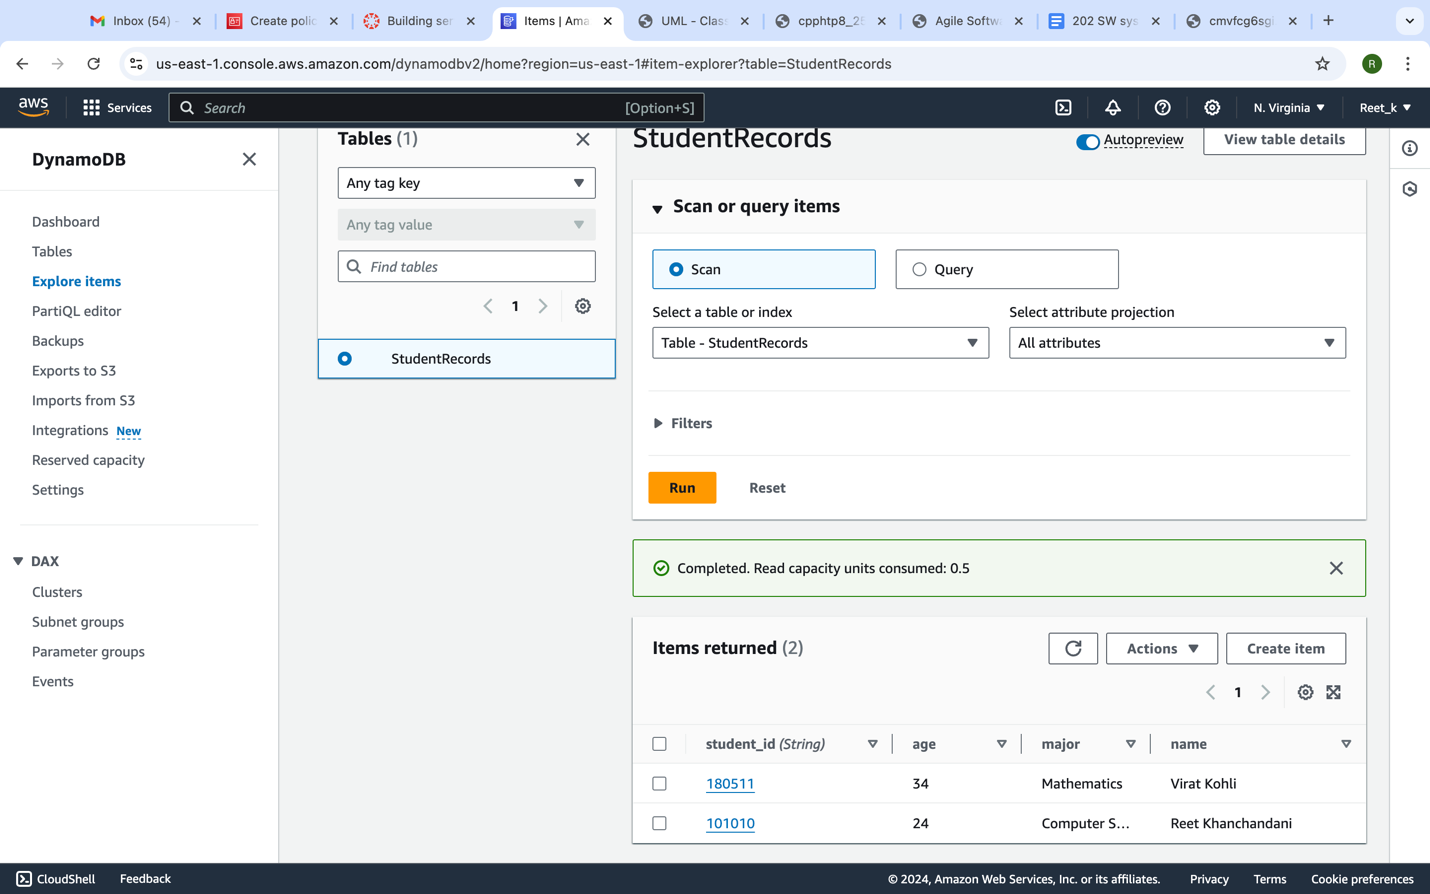 Inbox (54) -
Create polic
Building ser
Items | Ama
UML - Clas
cpphtp8_2
Agile Softw
202 SW sys
cmvfcg6sgi
us-east-1.console.aws.amazon.com/dynamodbv2/home?region=us-east-1#item-explorer?table=StudentRecords
R
aws
Services
Search
[Option+S]
N. Virginia
Reet_k
DynamoDB
Dashboard
Tables
Explore items
PartiQL editor
Backups
Exports to S3
Imports from S3
Integrations New
Reserved capacity
Settings
DAX
Clusters
Subnet groups
Parameter groups
Events
Tables (1)
Any tag key
Any tag value
Find tables
1
StudentRecords
StudentRecords
Autopreview
View table details
Scan or query items
Scan
Query
Select a table or index
Select attribute projection
Table - StudentRecords
All attributes
Filters
Run
Reset
Completed. Read capacity units consumed: 0.5
Items returned (2)
Actions
Create item
1
student_id (String) age major name
180511 34 Mathematics Virat Kohli
101010 24 Computer S... Reet Khanchandani
CloudShell
Feedback
© 2024, Amazon Web Services, Inc. or its affiliates.
Privacy
Terms
Cookie preferences